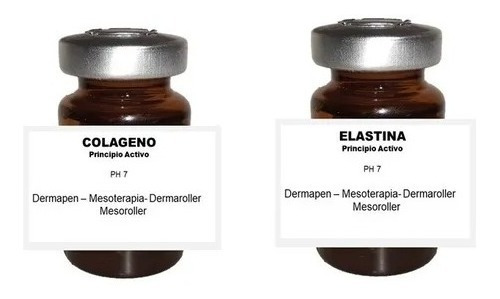 COLAGENO
Principio Activo
PH 7
Dermapen – Mesoterapia- Dermaroller
Mesoroller
ELASTINA
Principio Activo
PH 7
Dermapen – Mesoterapia- Dermaroller
Mesoroller